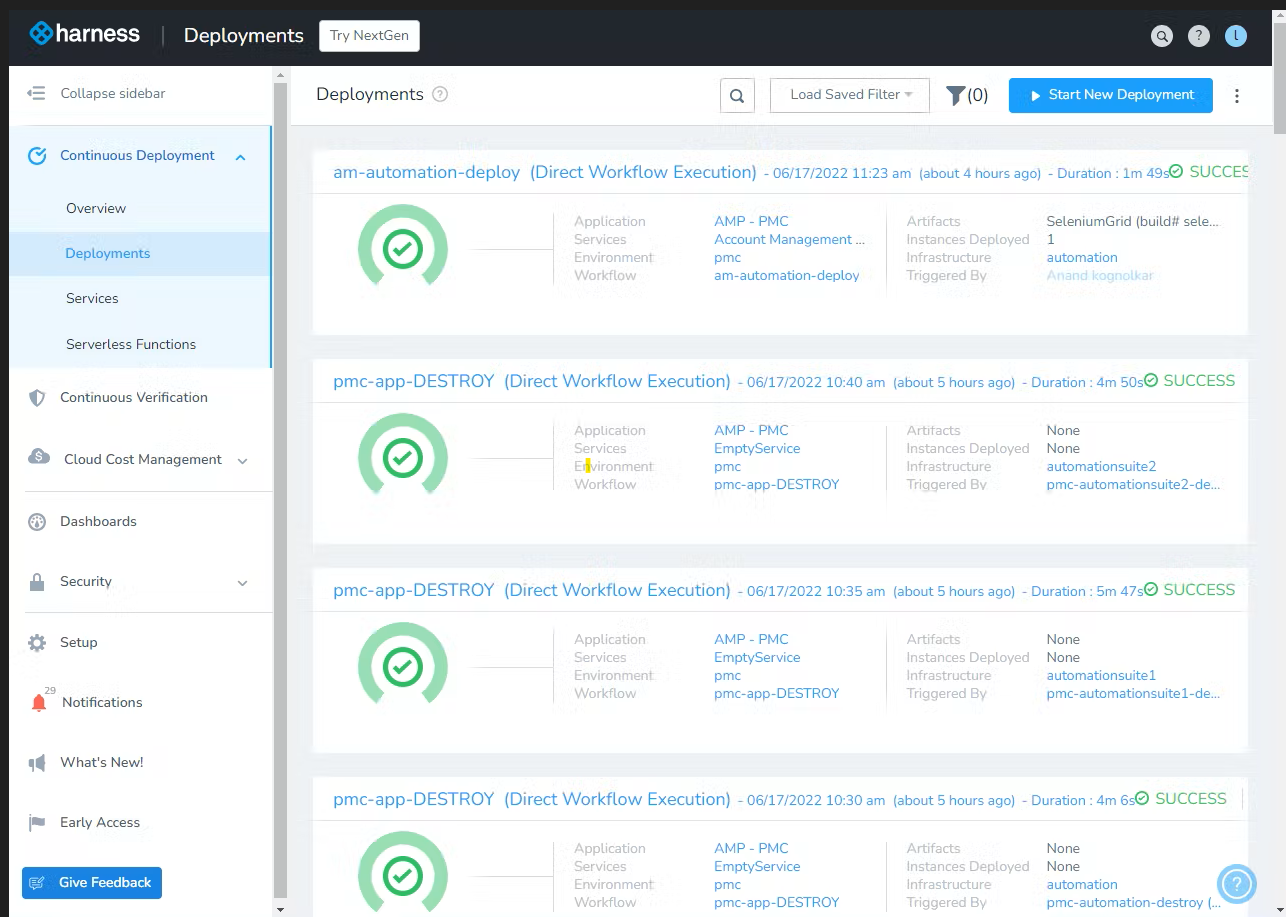 harness | Deployments Try NextGen ? l
Collapse sidebar
Continuous Deployment
Overview
Deployments
Services
Serverless Functions
Continuous Verification
$ Cloud Cost Management
Dashboards
Security
Setup
29 Notifications
What's New!
Early Access
Give Feedback
Deployments ? Load Saved Filter (0) Start New Deployment
am-automation-deploy (Direct Workflow Execution) - 06/17/2022 11:23 am (about 4 hours ago) - Duration : 1m 49s SUCCES
Application AMP - PMC Artifacts SeleniumGrid (build# sele...
Services Account Management ... Instances Deployed 1
Environment pmc Infrastructure automation
Workflow am-automation-deploy Triggered By Anand kognolkar
pmc-app-DESTROY (Direct Workflow Execution) - 06/17/2022 10:40 am (about 5 hours ago) - Duration : 4m 50s SUCCESS
Application AMP - PMC Artifacts None
Services EmptyService Instances Deployed None
Environment pmc Infrastructure automationsuite2
Workflow pmc-app-DESTROY Triggered By pmc-automationsuite2-de...
pmc-app-DESTROY (Direct Workflow Execution) - 06/17/2022 10:35 am (about 5 hours ago) - Duration : 5m 47s SUCCESS
Application AMP - PMC Artifacts None
Services EmptyService Instances Deployed None
Environment pmc Infrastructure automationsuite1
Workflow pmc-app-DESTROY Triggered By pmc-automationsuite1-de...
pmc-app-DESTROY (Direct Workflow Execution) - 06/17/2022 10:30 am (about 5 hours ago) - Duration : 4m 6s SUCCESS
Application AMP - PMC Artifacts None
Services EmptyService Instances Deployed None
Environment pmc Infrastructure automation
Workflow pmc-app-DESTROY Triggered By pmc-automation-destroy (...
?